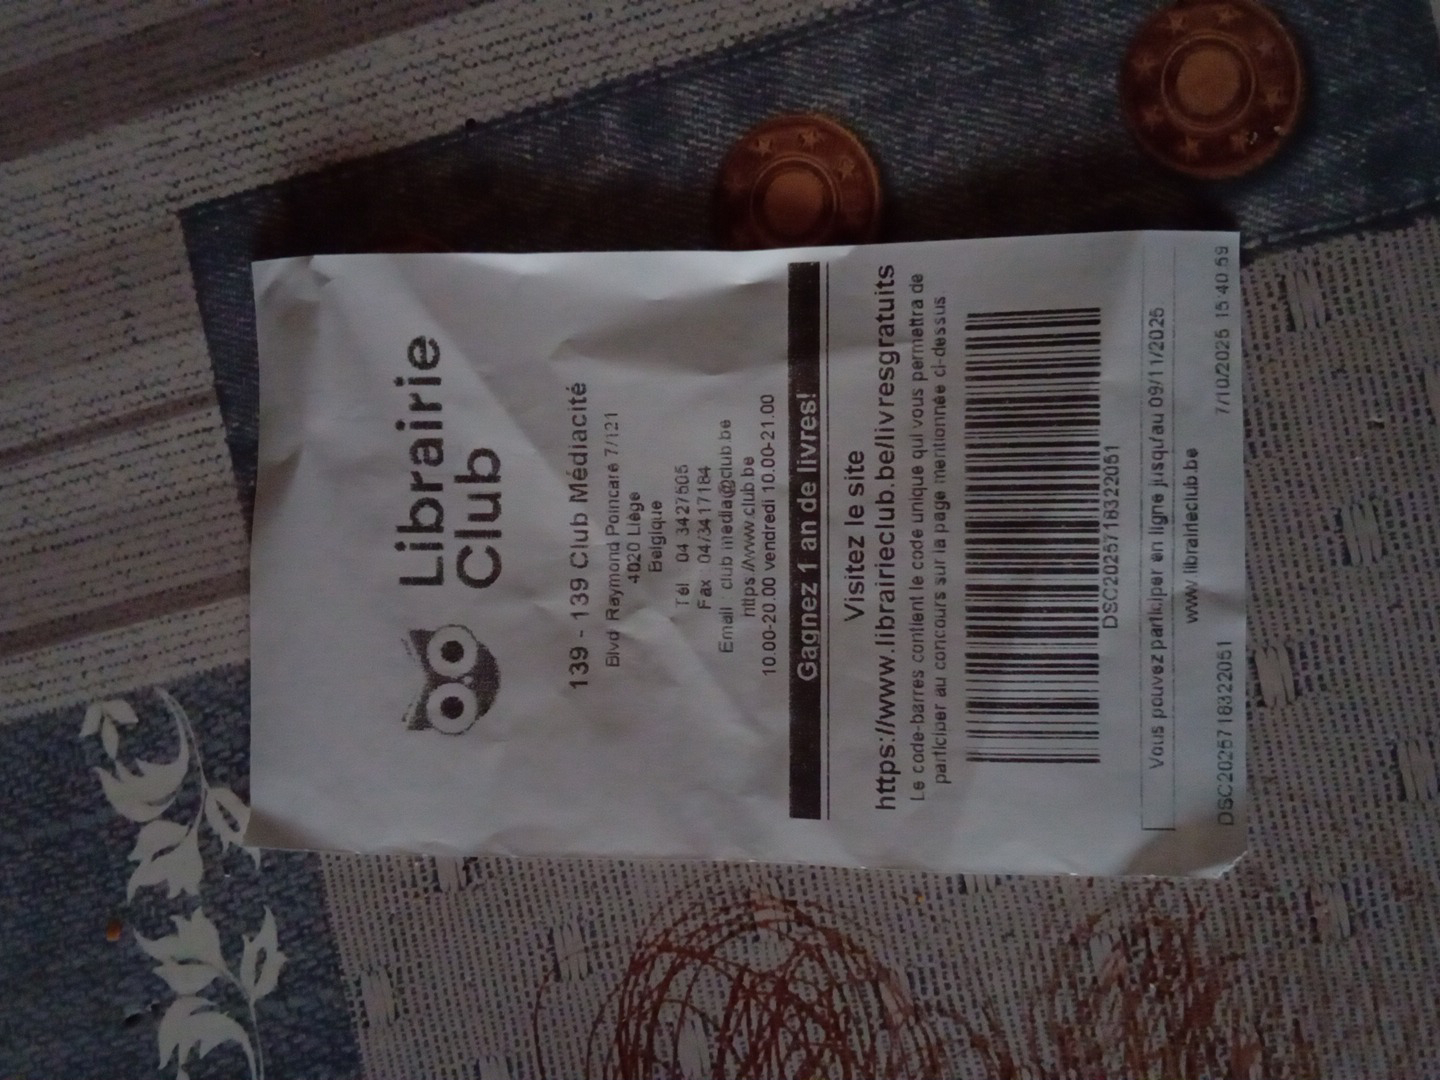 Librairie
Club
139 - 139 Club Médiacité
Blvd Raymond Poincaré 7/121
4020 Liège
Belgique
Tél : 04 3427605
Fax : 04/3417184
Email : club.media@club.be
https://www.club.be
10.00-20.00 vendredi 10.00-21.00
Gagnez 1 an de livres!
Visitez le site
https://www.librairieclub.be/livresgratuits
Le code-barres contient le code unique qui vous permettra de
participer au concours sur la page mentionnée ci-dessus
DSC2025718322051
Vous pouvez participer en ligne jusqu'au 09/11/2025
www.librairieclub.be
DSC2025718322051 7/10/2025 15:40:59